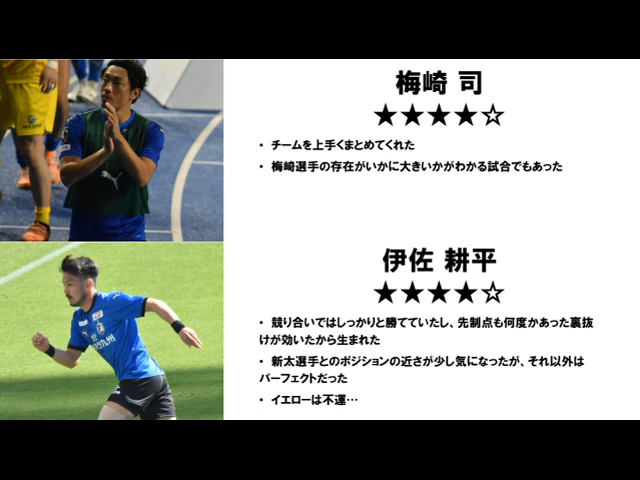 梅崎 司
★★★★☆
• チームを上手くまとめてくれた
• 梅崎選手の存在がいかに大きいかがわかる試合でもあった
伊佐 耕平
★★★★☆
• 競り合いではしっかりと勝てていたし、先制点も何度かあった裏抜
けが効いたから生まれた
• 新太選手とのポジションの近さが少し気になったが、それ以外は
パーフェクトだった
• イエローは不運…